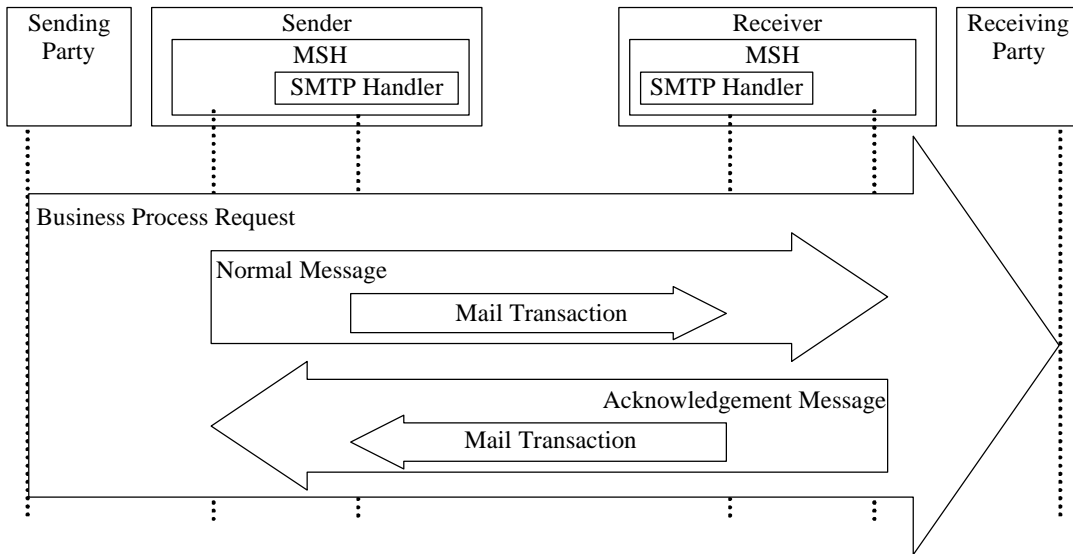 Sending
Party
Sender
MSH
SMTP Handler
Receiver
MSH
SMTP Handler
Receiving
Party
Business Process Request
Normal Message
Mail Transaction
Acknowledgement Message
Mail Transaction